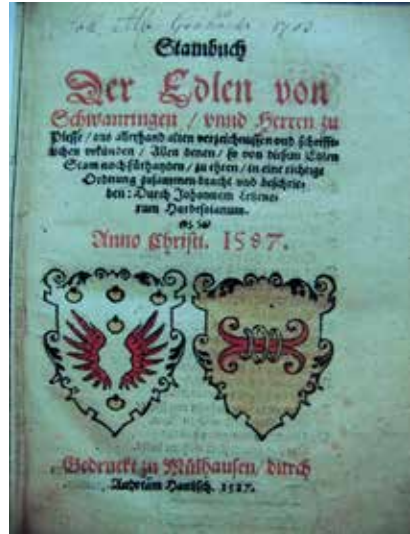 Stambuch
Der Edlen von
Schwanringen / vnnd Herren zu
Plesse / aus allerhand alten verzeichnussen vnd schrifft-
lichen vrkünden / Allen denen / so von diesem Edlen
Stam noch fürhanden / zu ehren / in eine richtige
Ordnung zusammen bracht vnd beschrie-
ben: Durch Johannem Letzne-
rum Hardesianum.
Anno Christi. 1587.
Gedruckt zu Mülhausen / durch
Hantzsch. 1587.